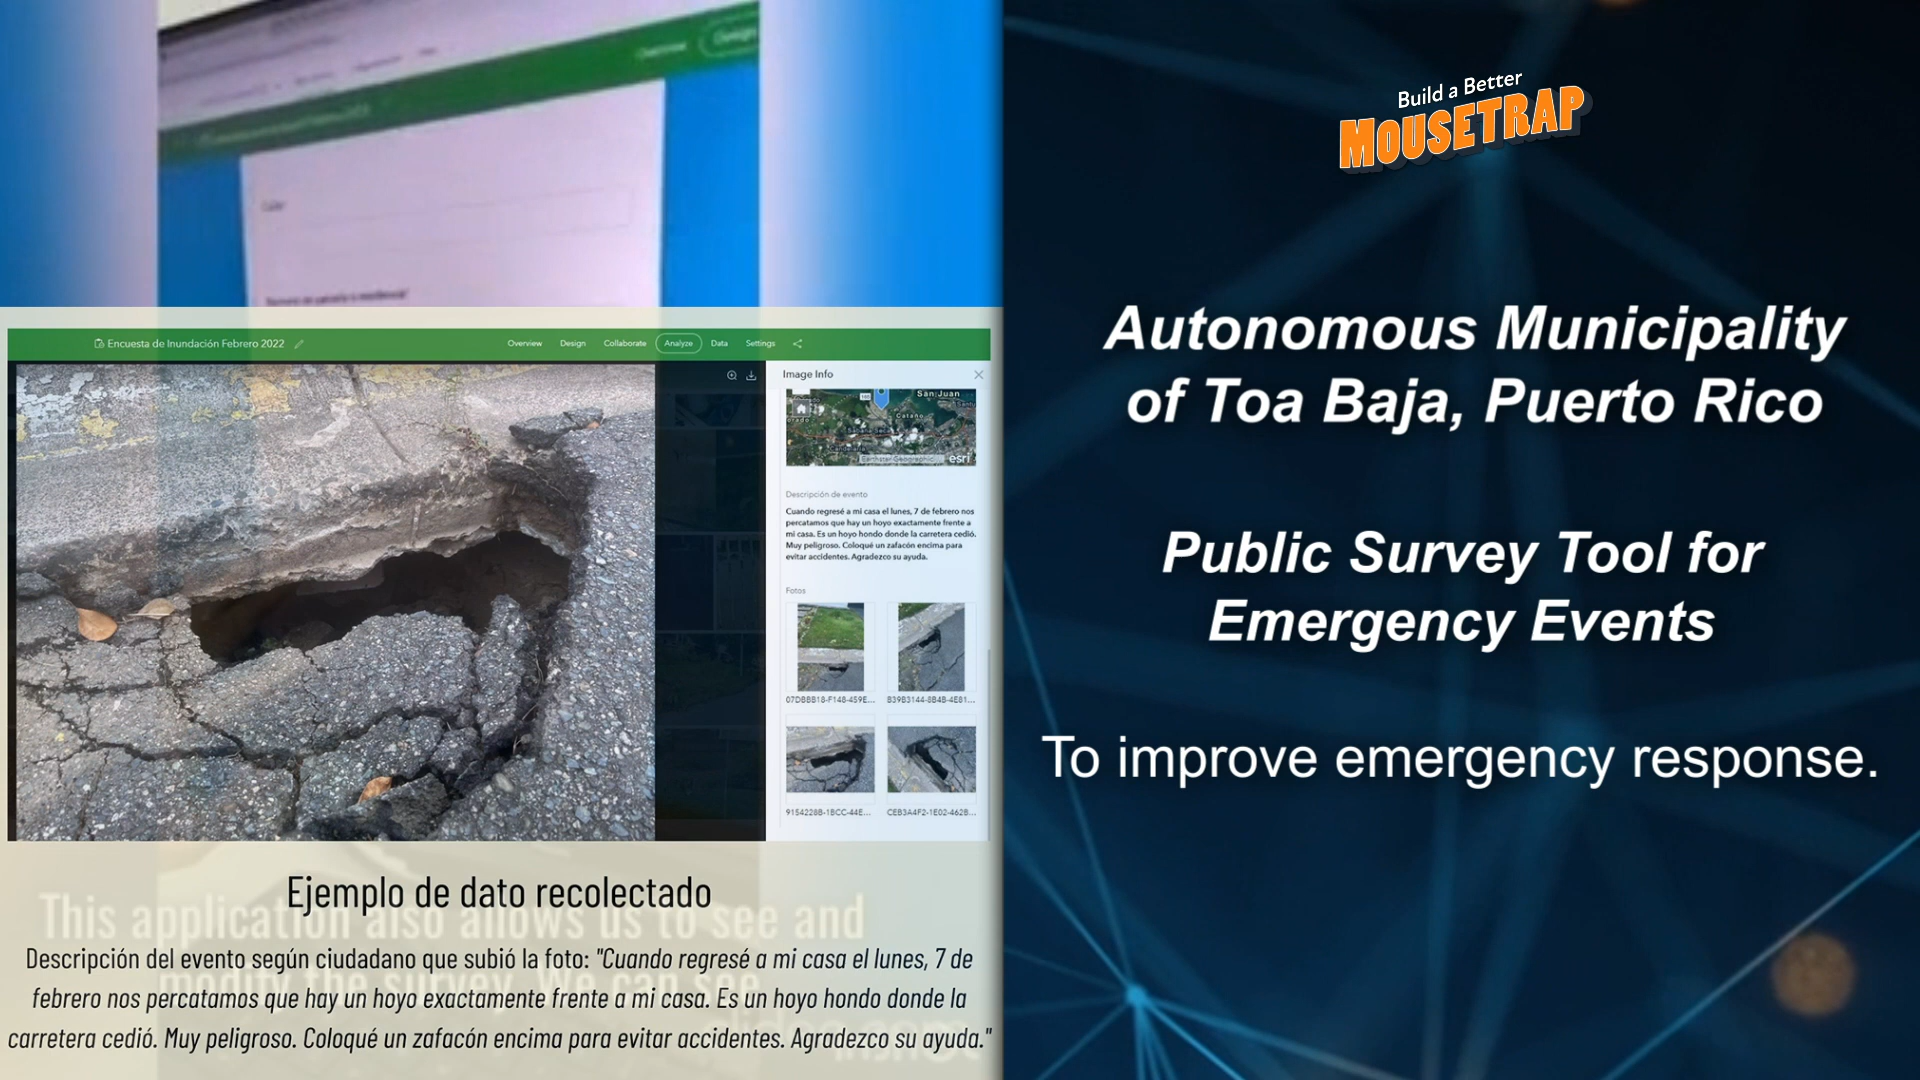 Encuesta de Inundación Febrero 2022
Overview Design Collaborate Analyze Data Settings
Image Info
San Juan
Cataño
esri
Descripción de evento
Cuando regresé a mi casa el lunes, 7 de febrero nos
percatamos que hay un hoyo exactamente frente a
mi casa. Es un hoyo hondo donde la carretera cedió.
Muy peligroso. Coloqué un zafacón encima para
evitar accidentes. Agradezco su ayuda.
Fotos
07DBBB18-F148-459E...
B39B3144-8B4B-4E81...
9154228B-1BCC-44E...
CEB3A4F2-1E02-462B...
Ejemplo de dato recolectado
This application also allows us to see and
modify the survey. We can see
Descripción del evento según ciudadano que subió la foto: "Cuando regresé a mi casa el lunes, 7 de
febrero nos percatamos que hay un hoyo exactamente frente a mi casa. Es un hoyo hondo donde la
carretera cedió. Muy peligroso. Coloqué un zafacón encima para evitar accidentes. Agradezco su ayuda."
Build a Better
MOUSETRAP
Autonomous Municipality
of Toa Baja, Puerto Rico
Public Survey Tool for
Emergency Events
To improve emergency response.